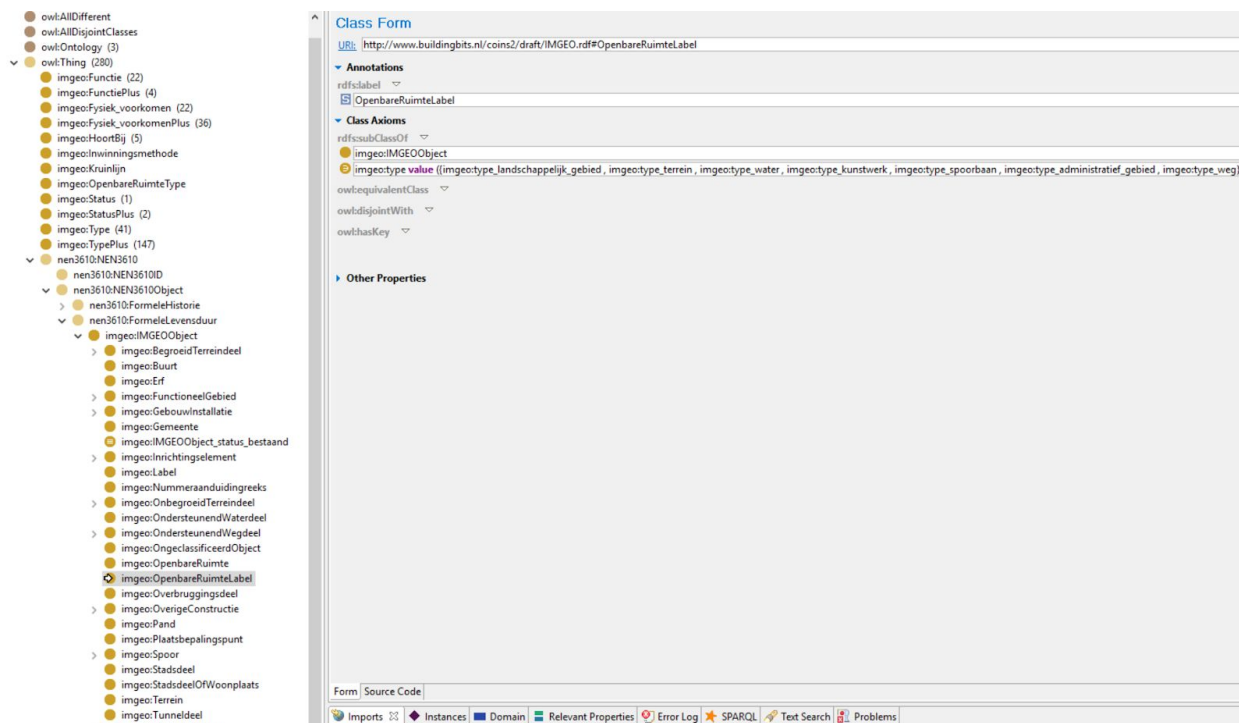 owl:AllDifferent
owl:AllDisjointClasses
owl:Ontology (3)
owl:Thing (280)
imgeo:Functie (22)
imgeo:FunctiePlus (4)
imgeo:Fysiek_voorkomen (22)
imgeo:Fysiek_voorkomenPlus (36)
imgeo:HoortBij (5)
imgeo:Inwinningsmethode
imgeo:Kruinlijn
imgeo:OpenbareRuimteType
imgeo:Status (1)
imgeo:StatusPlus (2)
imgeo:Type (41)
imgeo:TypePlus (147)
nen3610:NEN3610
nen3610:NEN3610ID
nen3610:NEN3610Object
nen3610:FormeleHistorie
nen3610:FormeleLevensduur
imgeo:IMGEOObject
imgeo:BegroeidTerreindeel
imgeo:Buurt
imgeo:Erf
imgeo:FunctioneelGebied
imgeo:GebouwInstallatie
imgeo:Gemeente
imgeo:IMGEOObject_status_bestaand
imgeo:Inrichtingselement
imgeo:Label
imgeo:Nummeraanduidingreeks
imgeo:OnbegroeidTerreindeel
imgeo:OndersteunendWaterdeel
imgeo:OndersteunendWegdeel
imgeo:OngeclassificeerdObject
imgeo:OpenbareRuimte
imgeo:OpenbareRuimteLabel
imgeo:Overbruggingsdeel
imgeo:OverigeConstructie
imgeo:Pand
imgeo:Plaatsbepalingspunt
imgeo:Spoor
imgeo:Stadsdeel
imgeo:StadsdeelOfWoonplaats
imgeo:Terrein
imgeo:Tunneldeel
Class Form
URI: http://www.buildingbits.nl/coins2/draft/IMGEO.rdf#OpenbareRuimteLabel
Annotations
rdfs:label
OpenbareRuimteLabel
Class Axioms
rdfs:subClassOf
imgeo:IMGEOObject
imgeo:type value ({imgeo:type_landschappelijk_gebied , imgeo:type_terrein , imgeo:type_water , imgeo:type_kunstwerk , imgeo:type_spoorbaan , imgeo:type_administratief_gebied , imgeo:type_weg}
owl:equivalentClass
owl:disjointWith
owl:hasKey
Other Properties
Form Source Code
Imports Instances Domain Relevant Properties Error Log SPARQL Text Search Problems